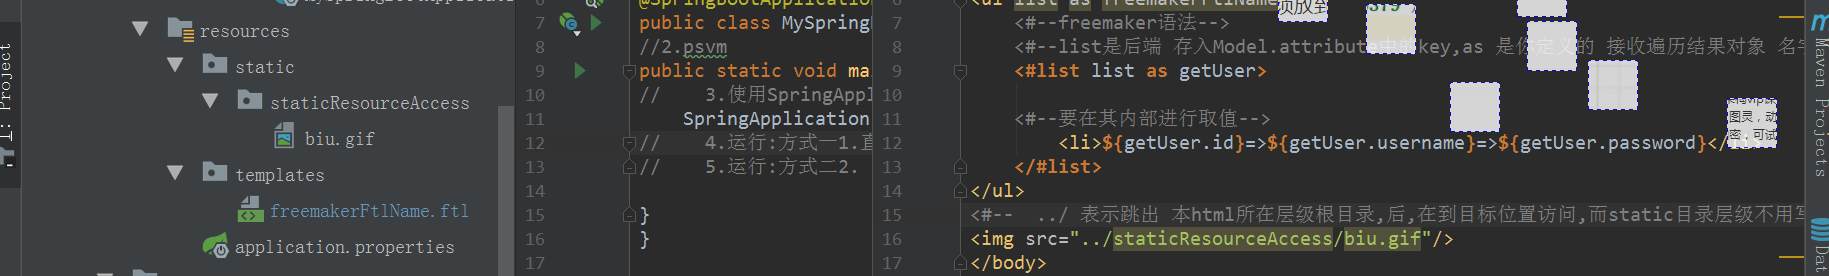 1: Project
resources
static
staticResourceAccess
biu.gif
templates
freemakerFtlName.ftl
application.properties
6
7 public class MySpring
8 //2.psvm
9 public static void mai
10 // 3.使用SpringAppl
11 SpringApplication
12 // 4.运行:方式一1.直
13 // 5.运行:方式二2.
14
15 }
16 }
17
7 <#--freemaker语法-->
8 <#--list是后端 存入Model.attribute中的key,as 是你定义的 接收遍历结果对象 名字
9 <#list list as getUser>
10
11 <#--要在其内部进行取值-->
12 <li>${getUser.id}=>${getUser.username}=>${getUser.password}</li>
13 </#list>
14 </ul>
15 <#-- ../ 表示跳出 本html所在层级根目录,后,在到目标位置访问,而static目录层级不用写
16 <img src="../staticResourceAccess/biu.gif"/>
17 </body>
图灵，动
密；可试
Maven Projects
Dat